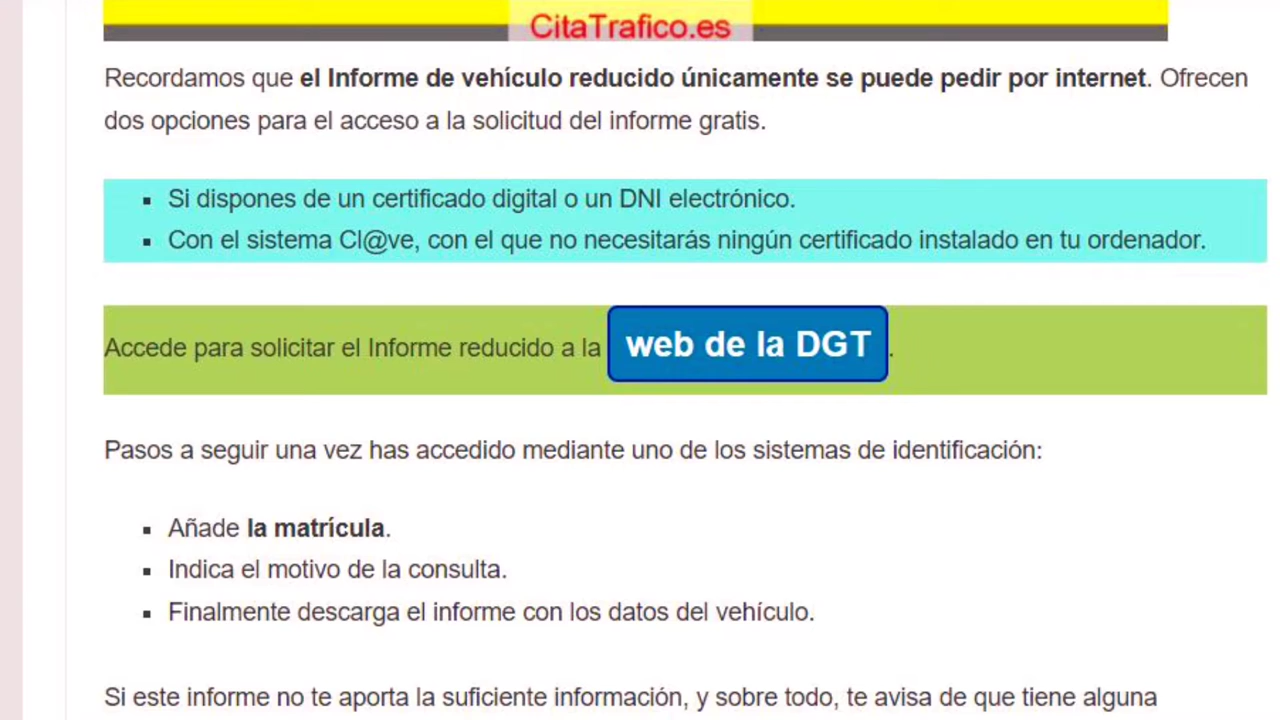 CitaTrafico.es
Recordamos que el Informe de vehículo reducido únicamente se puede pedir por internet. Ofrecen
dos opciones para el acceso a la solicitud del informe gratis.
Si dispones de un certificado digital o un DNI electrónico.
Con el sistema Cl@ve, con el que no necesitarás ningún certificado instalado en tu ordenador.
Accede para solicitar el Informe reducido a la web de la DGT.
Pasos a seguir una vez has accedido mediante uno de los sistemas de identificación:
Añade la matrícula.
Indica el motivo de la consulta.
Finalmente descarga el informe con los datos del vehículo.
Si este informe no te aporta la suficiente información, y sobre todo, te avisa de que tiene alguna